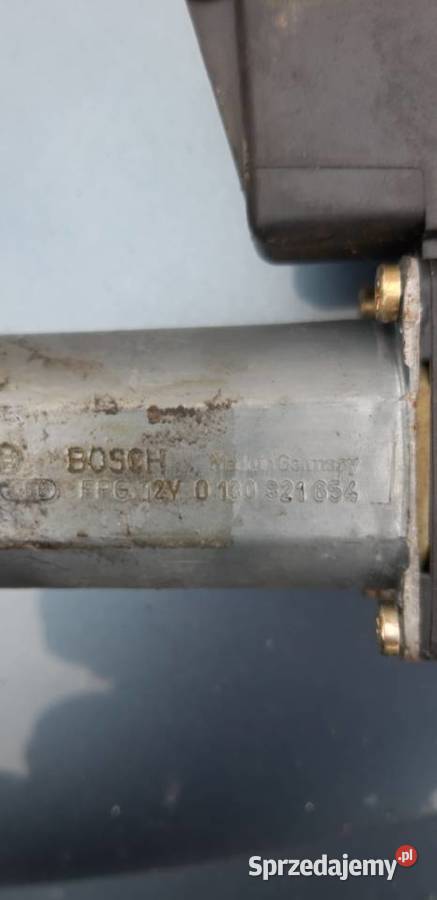 BOSCH Made in Germany
FPG 12V 0 130 821 654
Sprzedajemy.pl